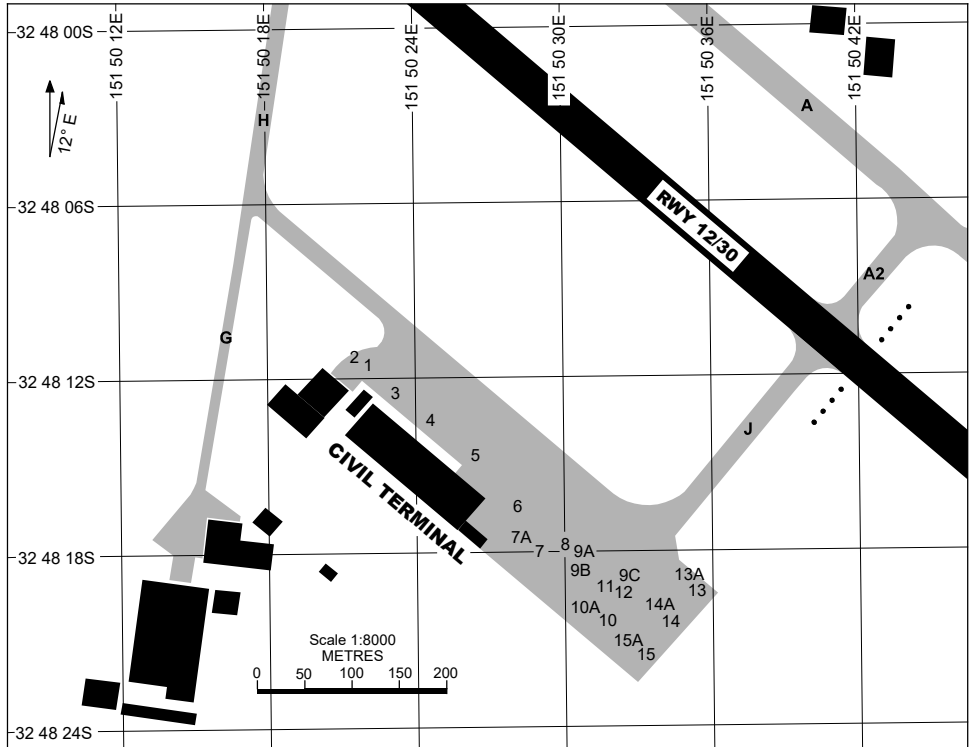 -32 48 00S
151 50 12E
151 50 18E
151 50 24E
151 50 30E
151 50 36E
151 50 42E
12° E
H
A
-32 48 06S
RWY 12/30
A2
G
2
1
-32 48 12S
3
4
J
5
CIVIL TERMINAL
6
7A
7
8
9A
-32 48 18S
9B
9C
13A
11
12
13
10A
14A
10
14
15A
15
Scale 1:8000
METRES
0 50 100 150 200
-32 48 24S